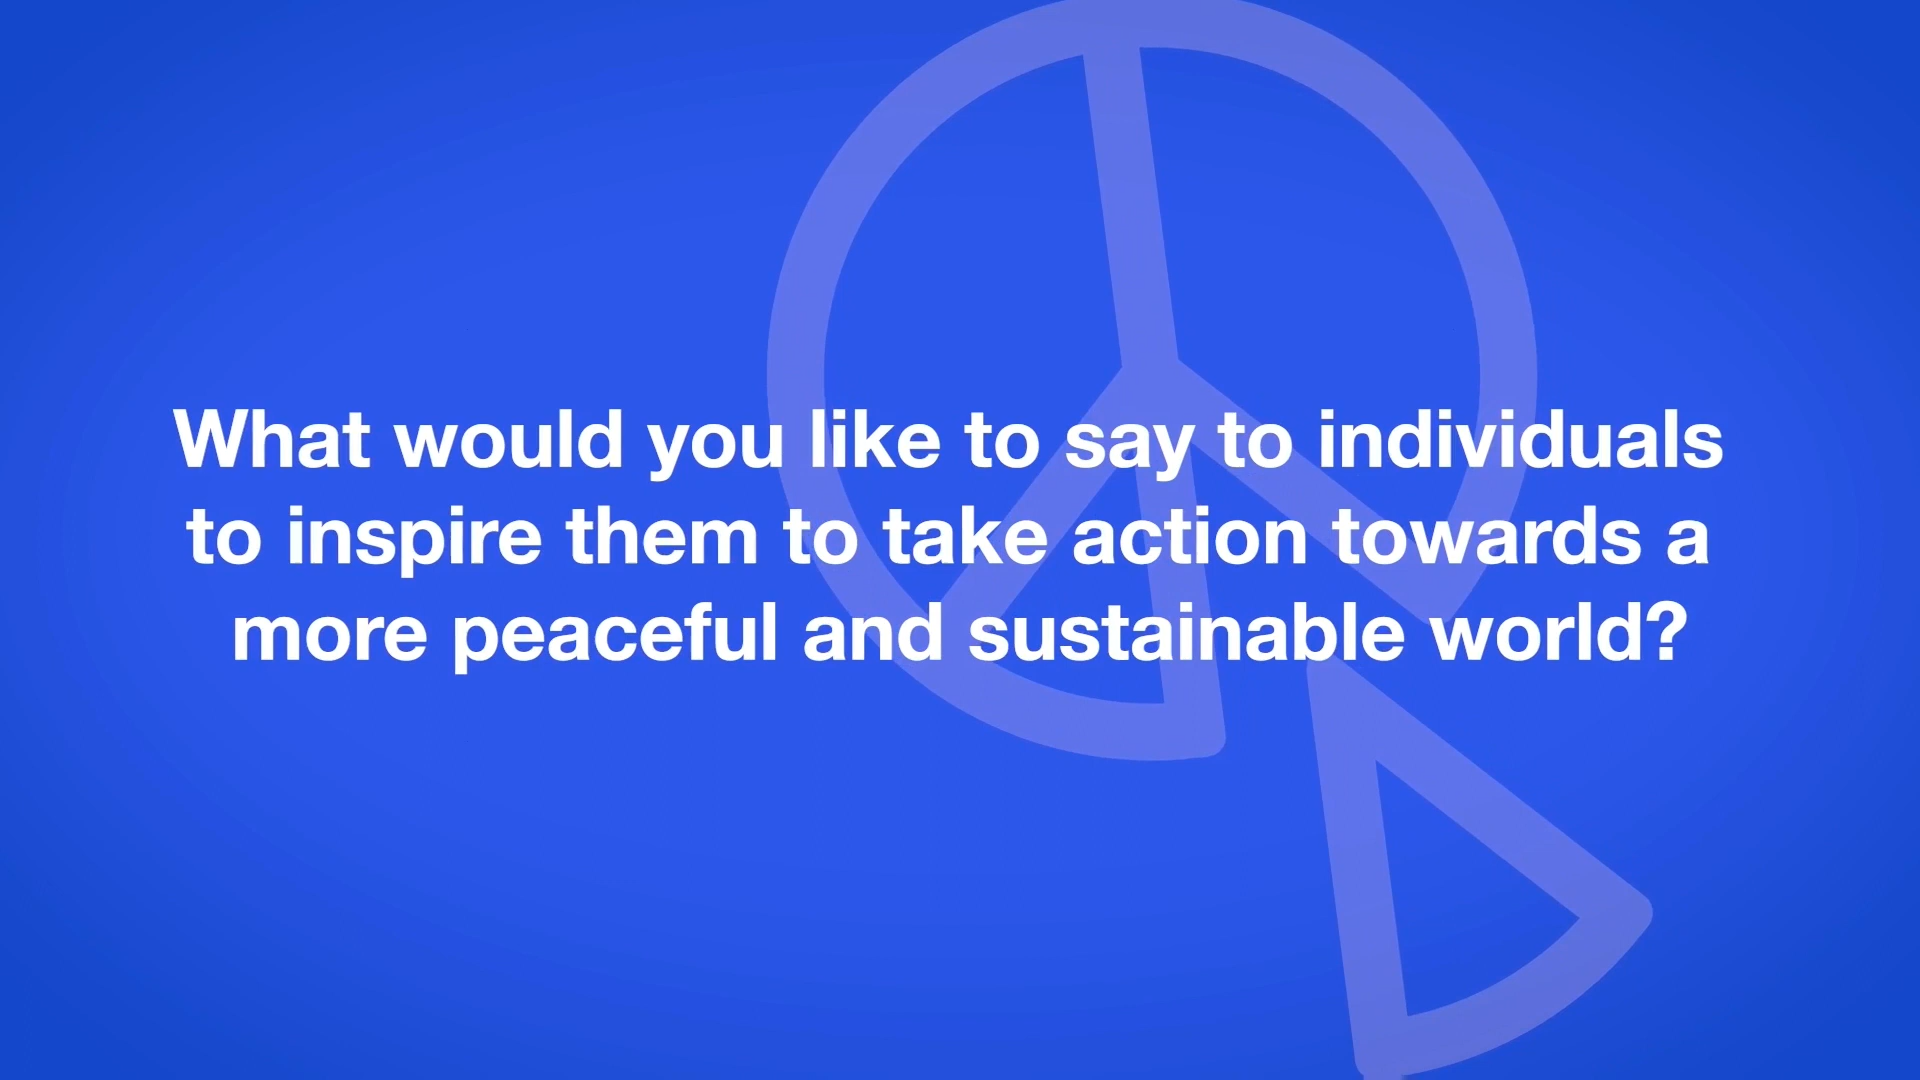 What would you like to say to individuals
to inspire them to take action towards a
more peaceful and sustainable world?